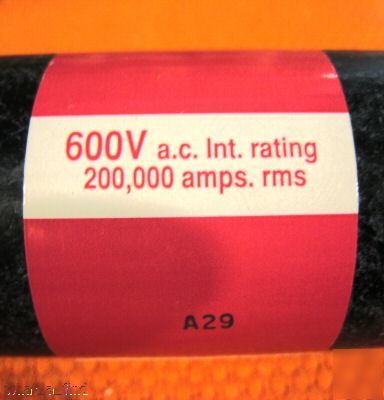 600V a.c. Int. rating
200,000 amps. rms
A29